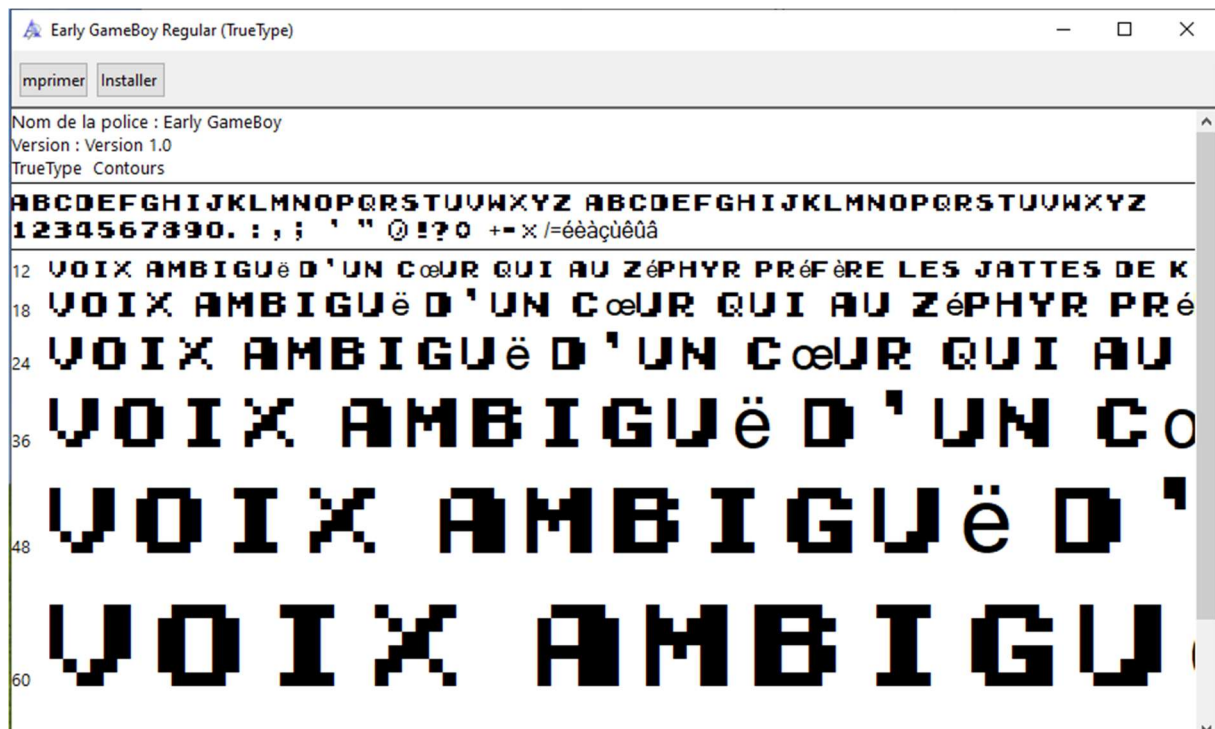 Early GameBoy Regular (TrueType)
mprimer Installer
Nom de la police : Early GameBoy
Version : Version 1.0
TrueType Contours
ABCDEFGHIJKLMNOPQRSTUVWXYZ ABCDEFGHIJKLMNOPQRSTUVWXYZ
1234567890. : , ; ' " @ !?0 +-× /=éèàçùêûâ
12 VOIX AMBIGUë D'UN CœUR QUI AU ZéPHYR PRéFèRE LES JATTES DE K
18 VOIX AMBIGUë D'UN CœUR QUI AU ZéPHYR PRé
24 VOIX AMBIGUë D'UN CœUR QUI AU
36 VOIX AMBIGUë D'UN Cœ
48 VOIX AMBIGUë D'
60 VOIX AMBIGU